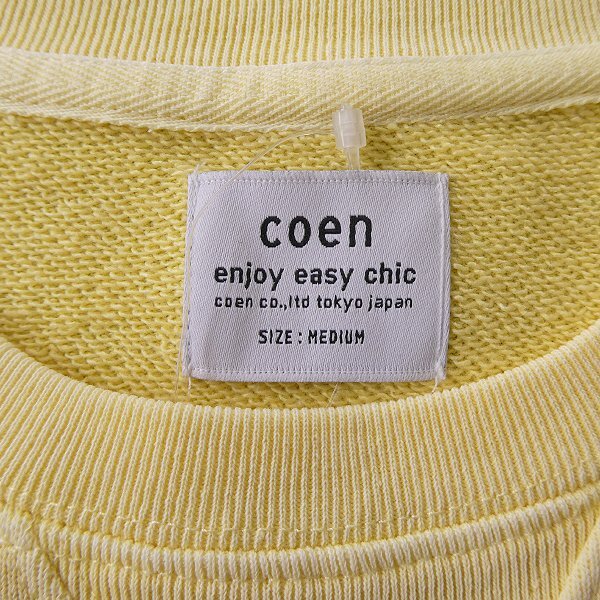 coen
enjoy easy chic
coen co.,ltd tokyo japan
SIZE : MEDIUM